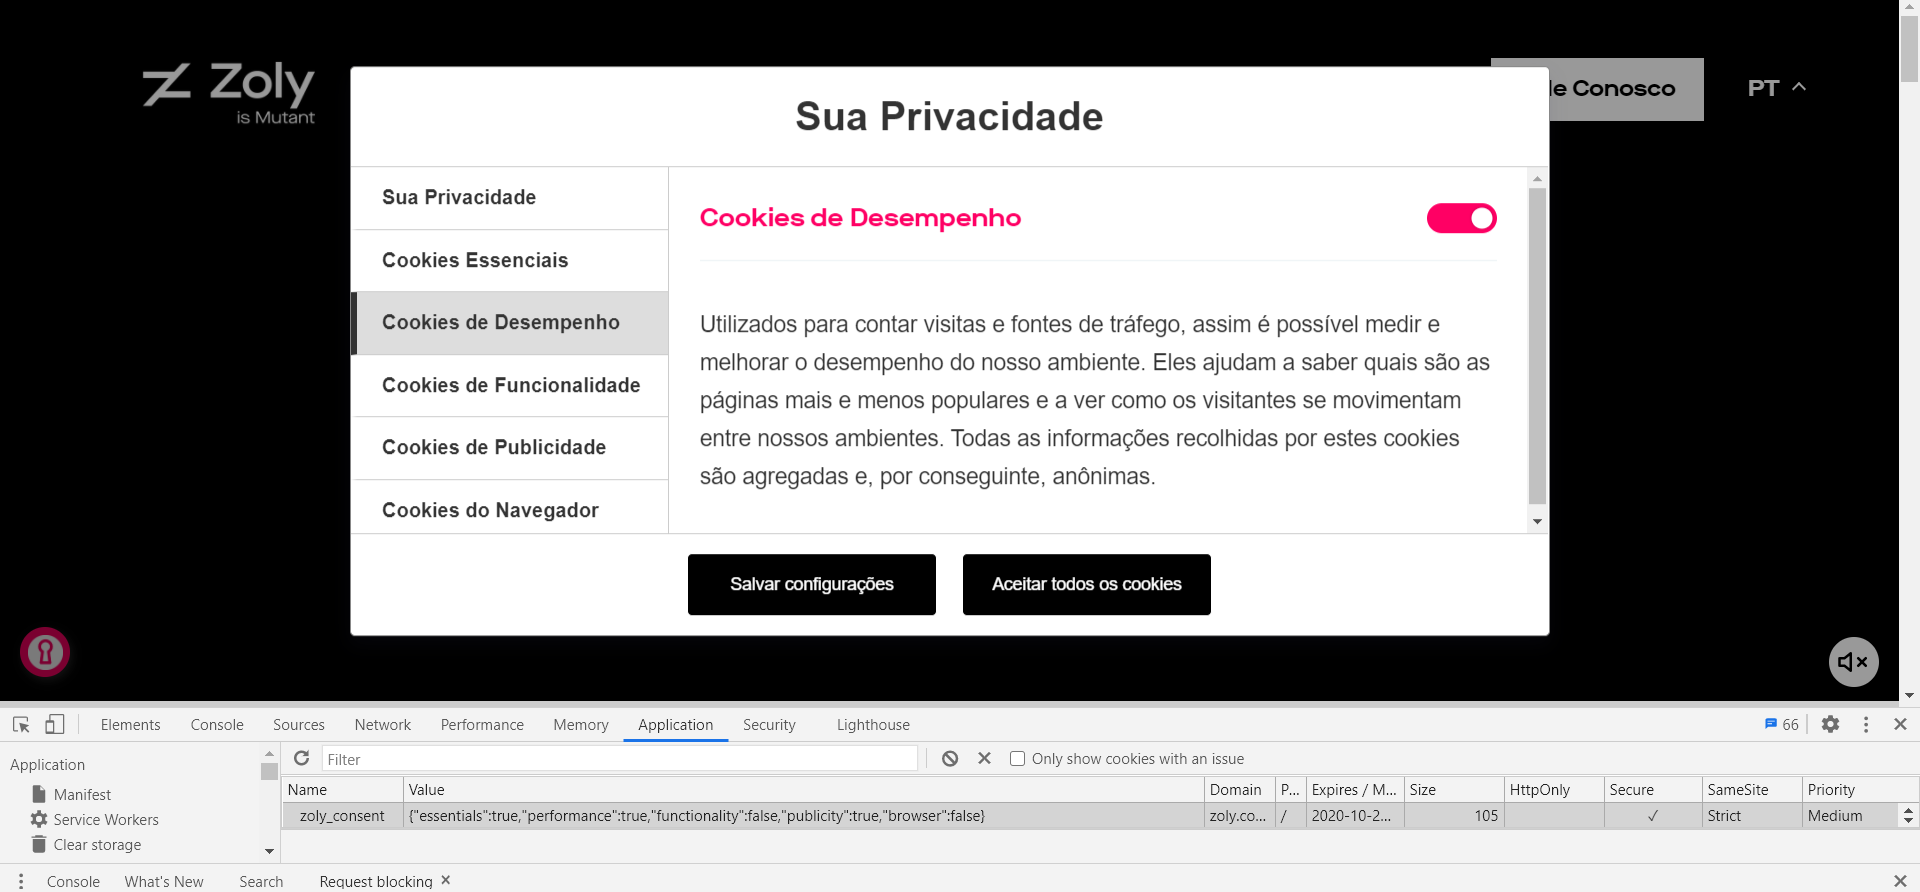 Zoly
is Mutant
le Conosco
PT
Sua Privacidade
Sua Privacidade
Cookies Essenciais
Cookies de Desempenho
Cookies de Funcionalidade
Cookies de Publicidade
Cookies do Navegador
Cookies de Desempenho
Utilizados para contar visitas e fontes de tráfego, assim é possível medir e
melhorar o desempenho do nosso ambiente. Eles ajudam a saber quais são as
páginas mais e menos populares e a ver como os visitantes se movimentam
entre nossos ambientes. Todas as informações recolhidas por estes cookies
são agregadas e, por conseguinte, anônimas.
Salvar configurações Aceitar todos os cookies
Elements Console Sources Network Performance Memory Application Security Lighthouse 66
Application
Manifest
Service Workers
Clear storage
Filter Only show cookies with an issue
Name Value Domain P... Expires / M... Size HttpOnly Secure SameSite Priority
zoly_consent {"essentials":true,"performance":true,"functionality":false,"publicity":true,"browser":false} zoly.co... / 2020-10-2... 105 ✓ Strict Medium
Console What's New Search Request blocking